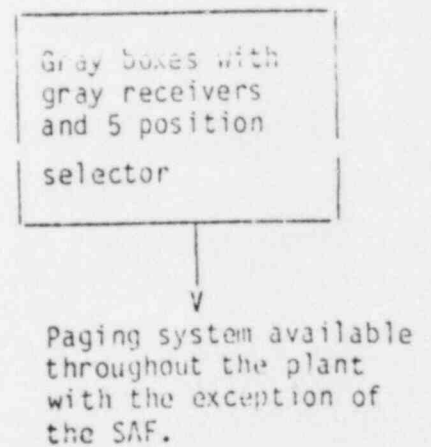 Gray boxes with
gray receivers
and 5 position
selector
Paging system available
throughout the plant
with the exception of
the SAF.